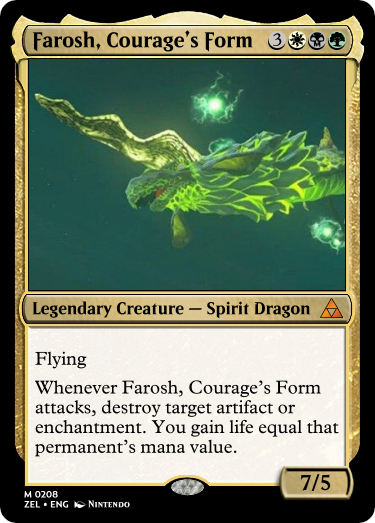 Farosh, Courage's Form 3
Legendary Creature — Spirit Dragon
Flying
Whenever Farosh, Courage's Form
attacks, destroy target artifact or
enchantment. You gain life equal that
permanent's mana value.
7/5
M 0208
ZEL • ENG Nintendo